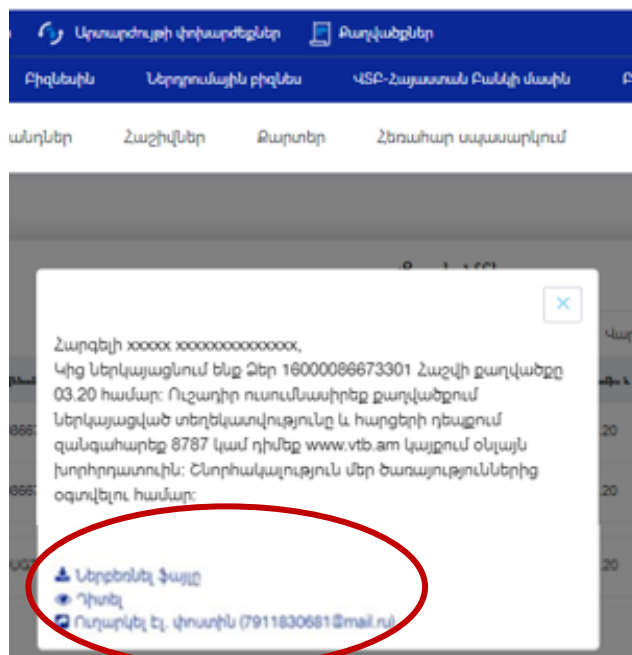 Արտարժույթի փոխարժեքներ Քաղվածքներ
Բիզնեսին Ներդրումային բիզնես ՎՏԲ-Հայաստան Բանկի մասին
Հաշիվներ Քարտեր Հեռահար սպասարկում
Հարգելի xxxxx xxxxxxxxxxxxxx,
Կից ներկայացնում ենք Ձեր 16000086673301 Հաշվի քաղվածքը
03.20 համար: Ուշադիր ուսումնասիրեք քաղվածքում
ներկայացված տեղեկատվությունը և հարցերի դեպքում
զանգահարեք 8787 կամ դիմեք www.vtb.am կայքում օնլայն
խորհրդատուին: Շնորհակալություն մեր ծառայություններից
օգտվելու համար:
Ներբեռնել ֆայլը
Դիտել
Ուղարկել էլ. փոստին (7911830681@mail.ru)